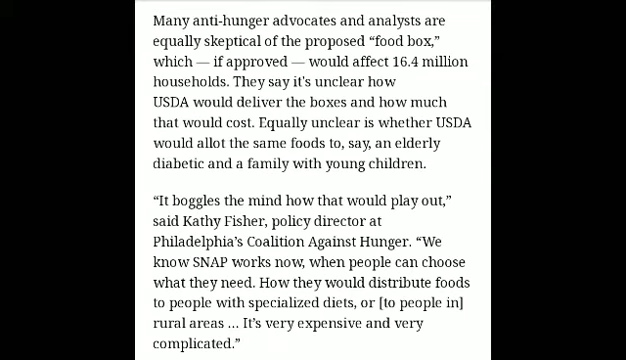 Many anti-hunger advocates and analysts are
equally skeptical of the proposed “food box,”
which — if approved — would affect 16.4 million
households. They say it's unclear how
USDA would deliver the boxes and how much
that would cost. Equally unclear is whether USDA
would allot the same foods to, say, an elderly
diabetic and a family with young children.
“It boggles the mind how that would play out,”
said Kathy Fisher, policy director at
Philadelphia’s Coalition Against Hunger. “We
know SNAP works now, when people can choose
what they need. How they would distribute foods
to people with specialized diets, or [to people in]
rural areas ... It’s very expensive and very
complicated.”